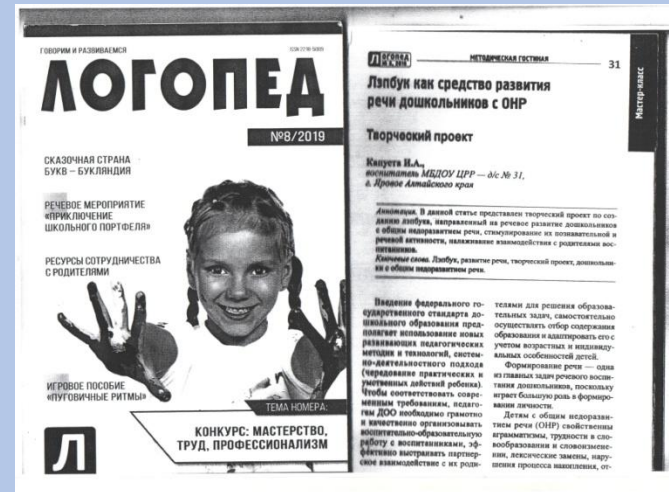 ГОВОРИМ И РАЗВИВАЕМСЯ
ЛОГОПЕД
№8/2019
СКАЗОЧНАЯ СТРАНА
БУКВ – БУКЛЯНДИЯ
РЕЧЕВОЕ МЕРОПРИЯТИЕ
«ПРИКЛЮЧЕНИЕ
ШКОЛЬНОГО ПОРТФЕЛЯ»
РЕСУРСЫ СОТРУДНИЧЕСТВА
С РОДИТЕЛЯМИ
ИГРОВОЕ ПОСОБИЕ
«ПУГОВИЧНЫЕ РИТМЫ»
ТЕМА НОМЕРА:
КОНКУРС: МАСТЕРСТВО,
ТРУД, ПРОФЕССИОНАЛИЗМ
Л
Логопед
МЕТОДИЧЕСКАЯ ГОСТИНАЯ
31
Мастер-класс
Лэпбук как средство развития
речи дошкольников с ОНР
Творческий проект
Капуста И.А.,
воспитатель МБДОУ ЦРР — д/с № 31,
г. Яровое Алтайского края
Аннотация. В данной статье представлен творческий проект по соз-
данию лэпбука, направленный на речевое развитие дошкольников
с общим недоразвитием речи, стимулирование их познавательной и
речевой активности, налаживание взаимодействия с родителями вос-
питанников.
Ключевые слова. Лэпбук, развитие речи, творческий проект, дошкольни-
ки с общим недоразвитием речи.
Введение федерального го-
сударственного стандарта до-
школьного образования пред-
полагает использование новых
развивающих педагогических
методик и технологий, систем-
но-деятельностного подхода
(чередование практических и
умственных действий ребенка).
Чтобы соответствовать совре-
менным требованиям, педаго-
гам ДОО необходимо грамотно
и качественно организовывать
воспитательно-образовательную
работу с воспитанниками, эф-
фективно выстраивать партнер-
ское взаимодействие с их роди-
телями для решения образова-
тельных задач, самостоятельно
осуществлять отбор содержания
образования и адаптировать его с
учетом возрастных и индивиду-
альных особенностей детей.
Формирование речи — одна
из главных задач речевого воспи-
тания дошкольников, поскольку
играет большую роль в формиро-
вании личности.
Детям с общим недоразви-
тием речи (ОНР) свойственны
аграмматизмы, трудности в сло-
вообразовании и словоизмене-
нии, лексические замены, нару-
шения процесса накопления, от-